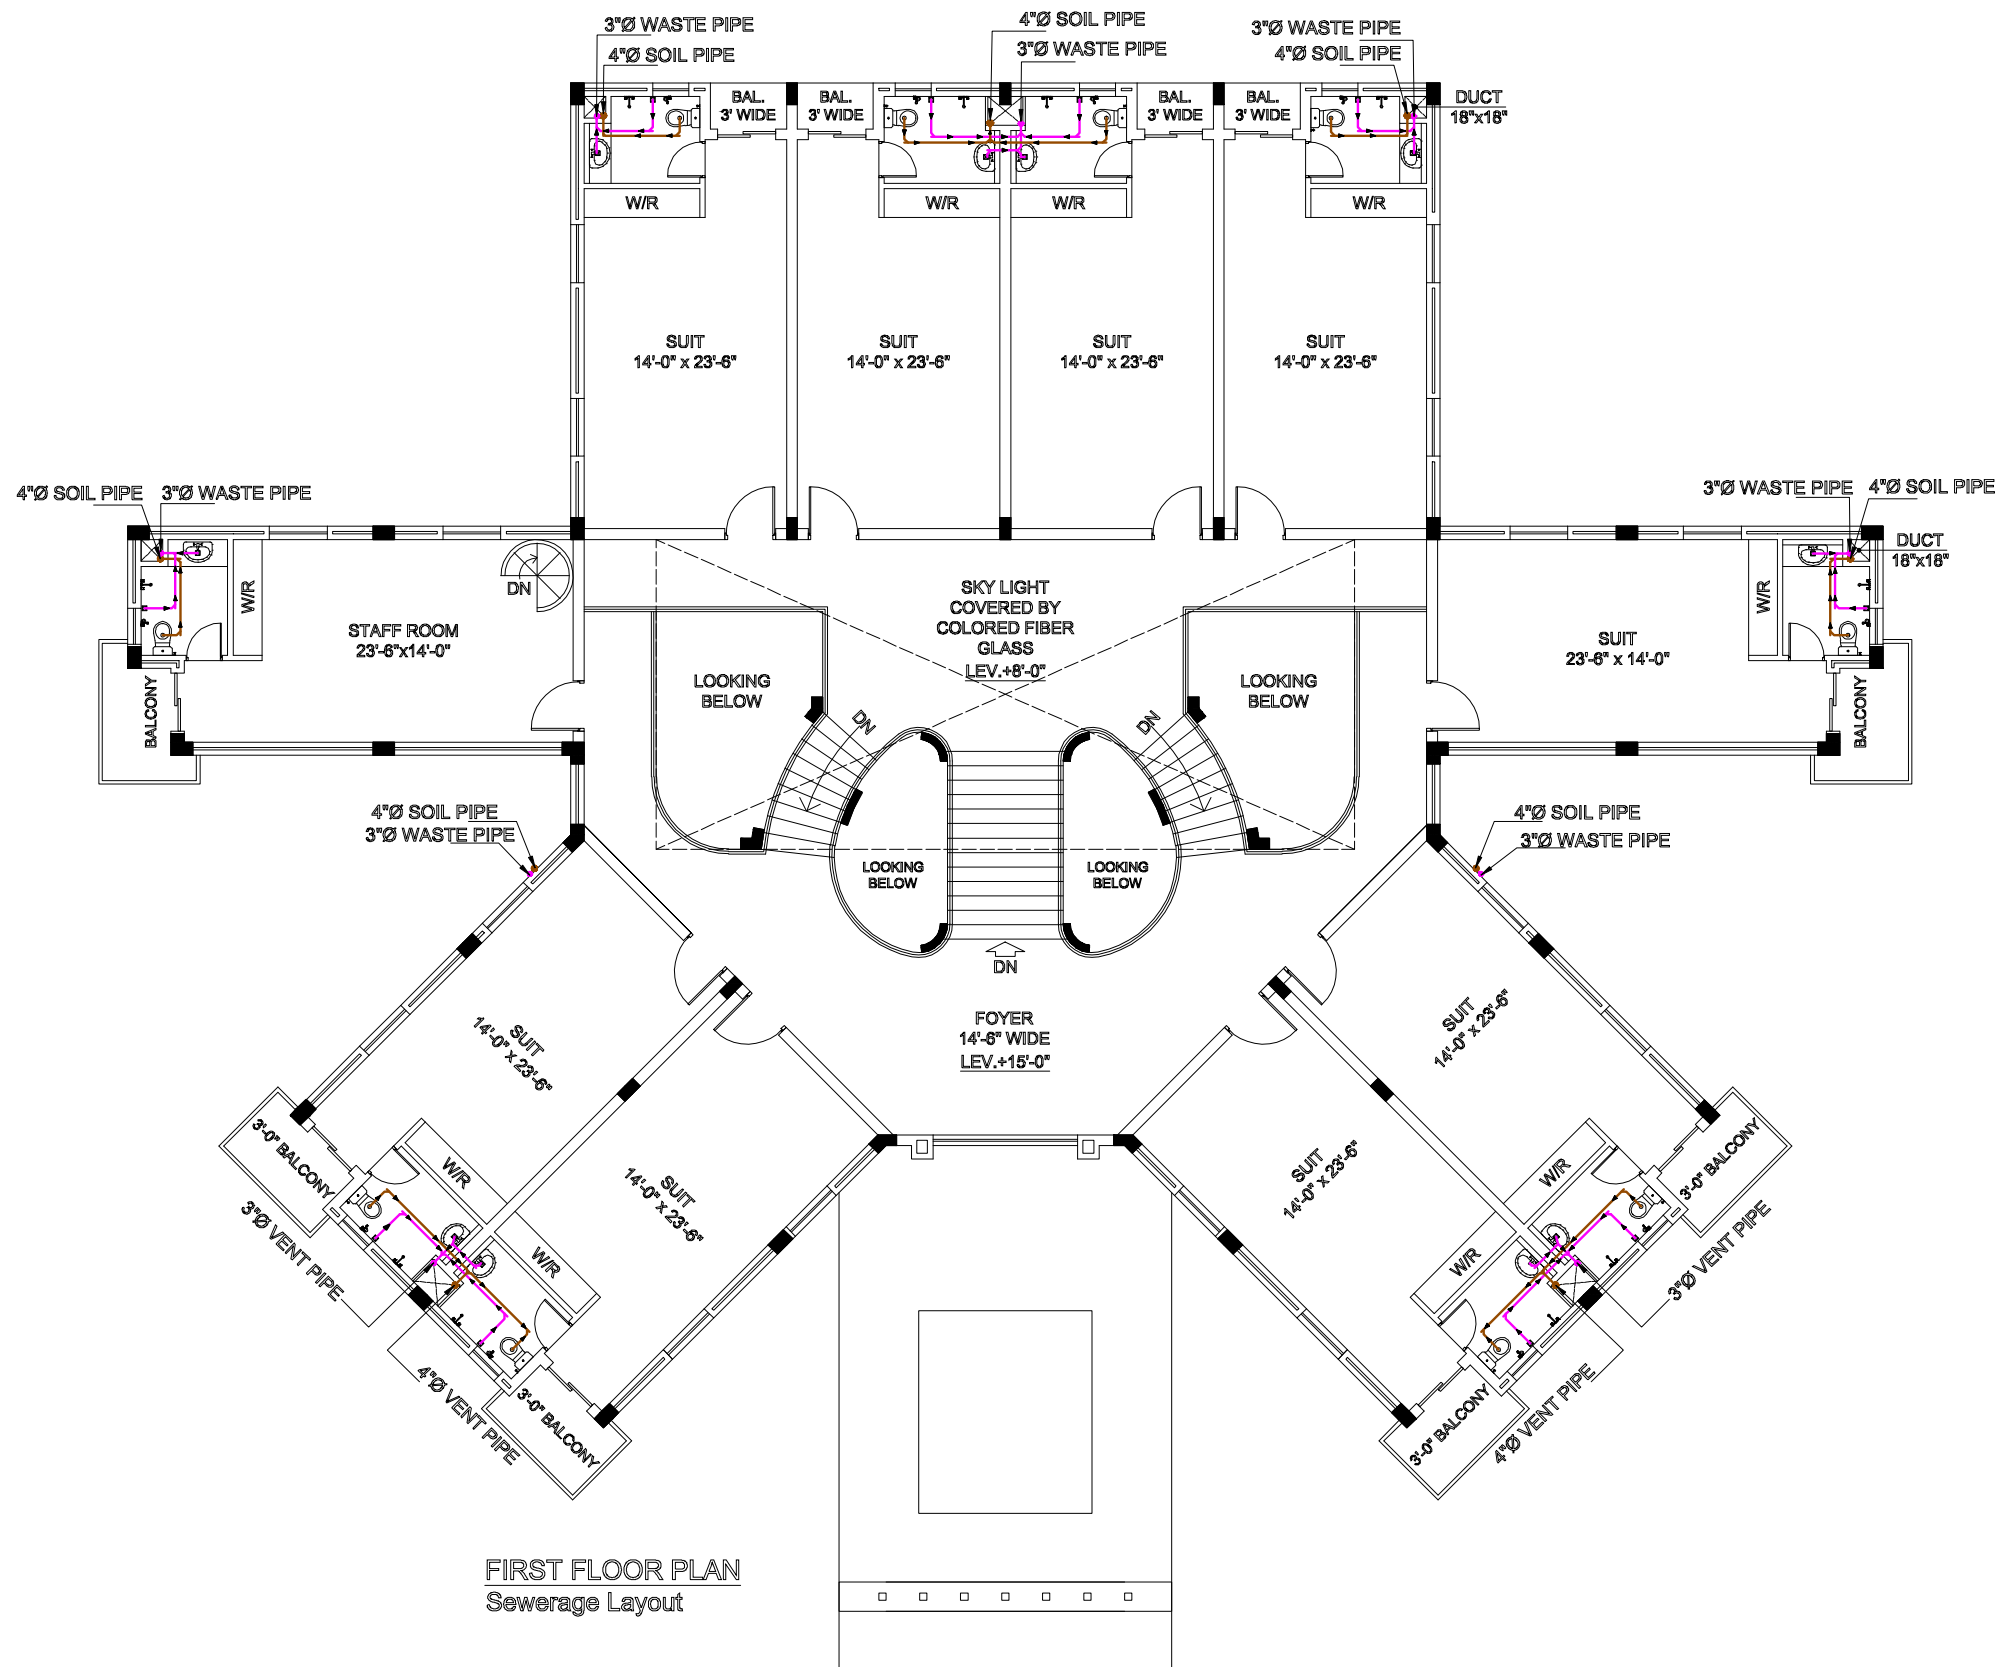 3"Ø WASTE PIPE
4"Ø SOIL PIPE
4"Ø SOIL PIPE
3"Ø WASTE PIPE
3"Ø WASTE PIPE
4"Ø SOIL PIPE
BAL.
3' WIDE
BAL.
3' WIDE
BAL.
3' WIDE
BAL.
3' WIDE
DUCT
18"x18"
W/R
W/R
W/R
W/R
SUIT
14'-0" x 23'-6"
SUIT
14'-0" x 23'-6"
SUIT
14'-0" x 23'-6"
SUIT
14'-0" x 23'-6"
4"Ø SOIL PIPE
3"Ø WASTE PIPE
3"Ø WASTE PIPE
4"Ø SOIL PIPE
DUCT
18"x18"
W/R
DN
STAFF ROOM
23'-6"x14'-0"
BALCONY
SKY LIGHT
COVERED BY
COLORED FIBER
GLASS
LEV.+8'-0"
LOOKING
BELOW
LOOKING
BELOW
DN
DN
W/R
SUIT
23'-6" x 14'-0"
BALCONY
4"Ø SOIL PIPE
3"Ø WASTE PIPE
4"Ø SOIL PIPE
3"Ø WASTE PIPE
LOOKING
BELOW
LOOKING
BELOW
DN
FOYER
14'-6" WIDE
LEV.+15'-0"
SUIT
14'-0" x 23'-6"
SUIT
14'-0" x 23'-6"
SUIT
14'-0" x 23'-6"
SUIT
14'-0" x 23'-6"
3'-0" BALCONY
W/R
W/R
3"Ø VENT PIPE
4"Ø VENT PIPE
3'-0" BALCONY
W/R
W/R
3'-0" BALCONY
3"Ø VENT PIPE
4"Ø VENT PIPE
3'-0" BALCONY
FIRST FLOOR PLAN
Sewerage Layout